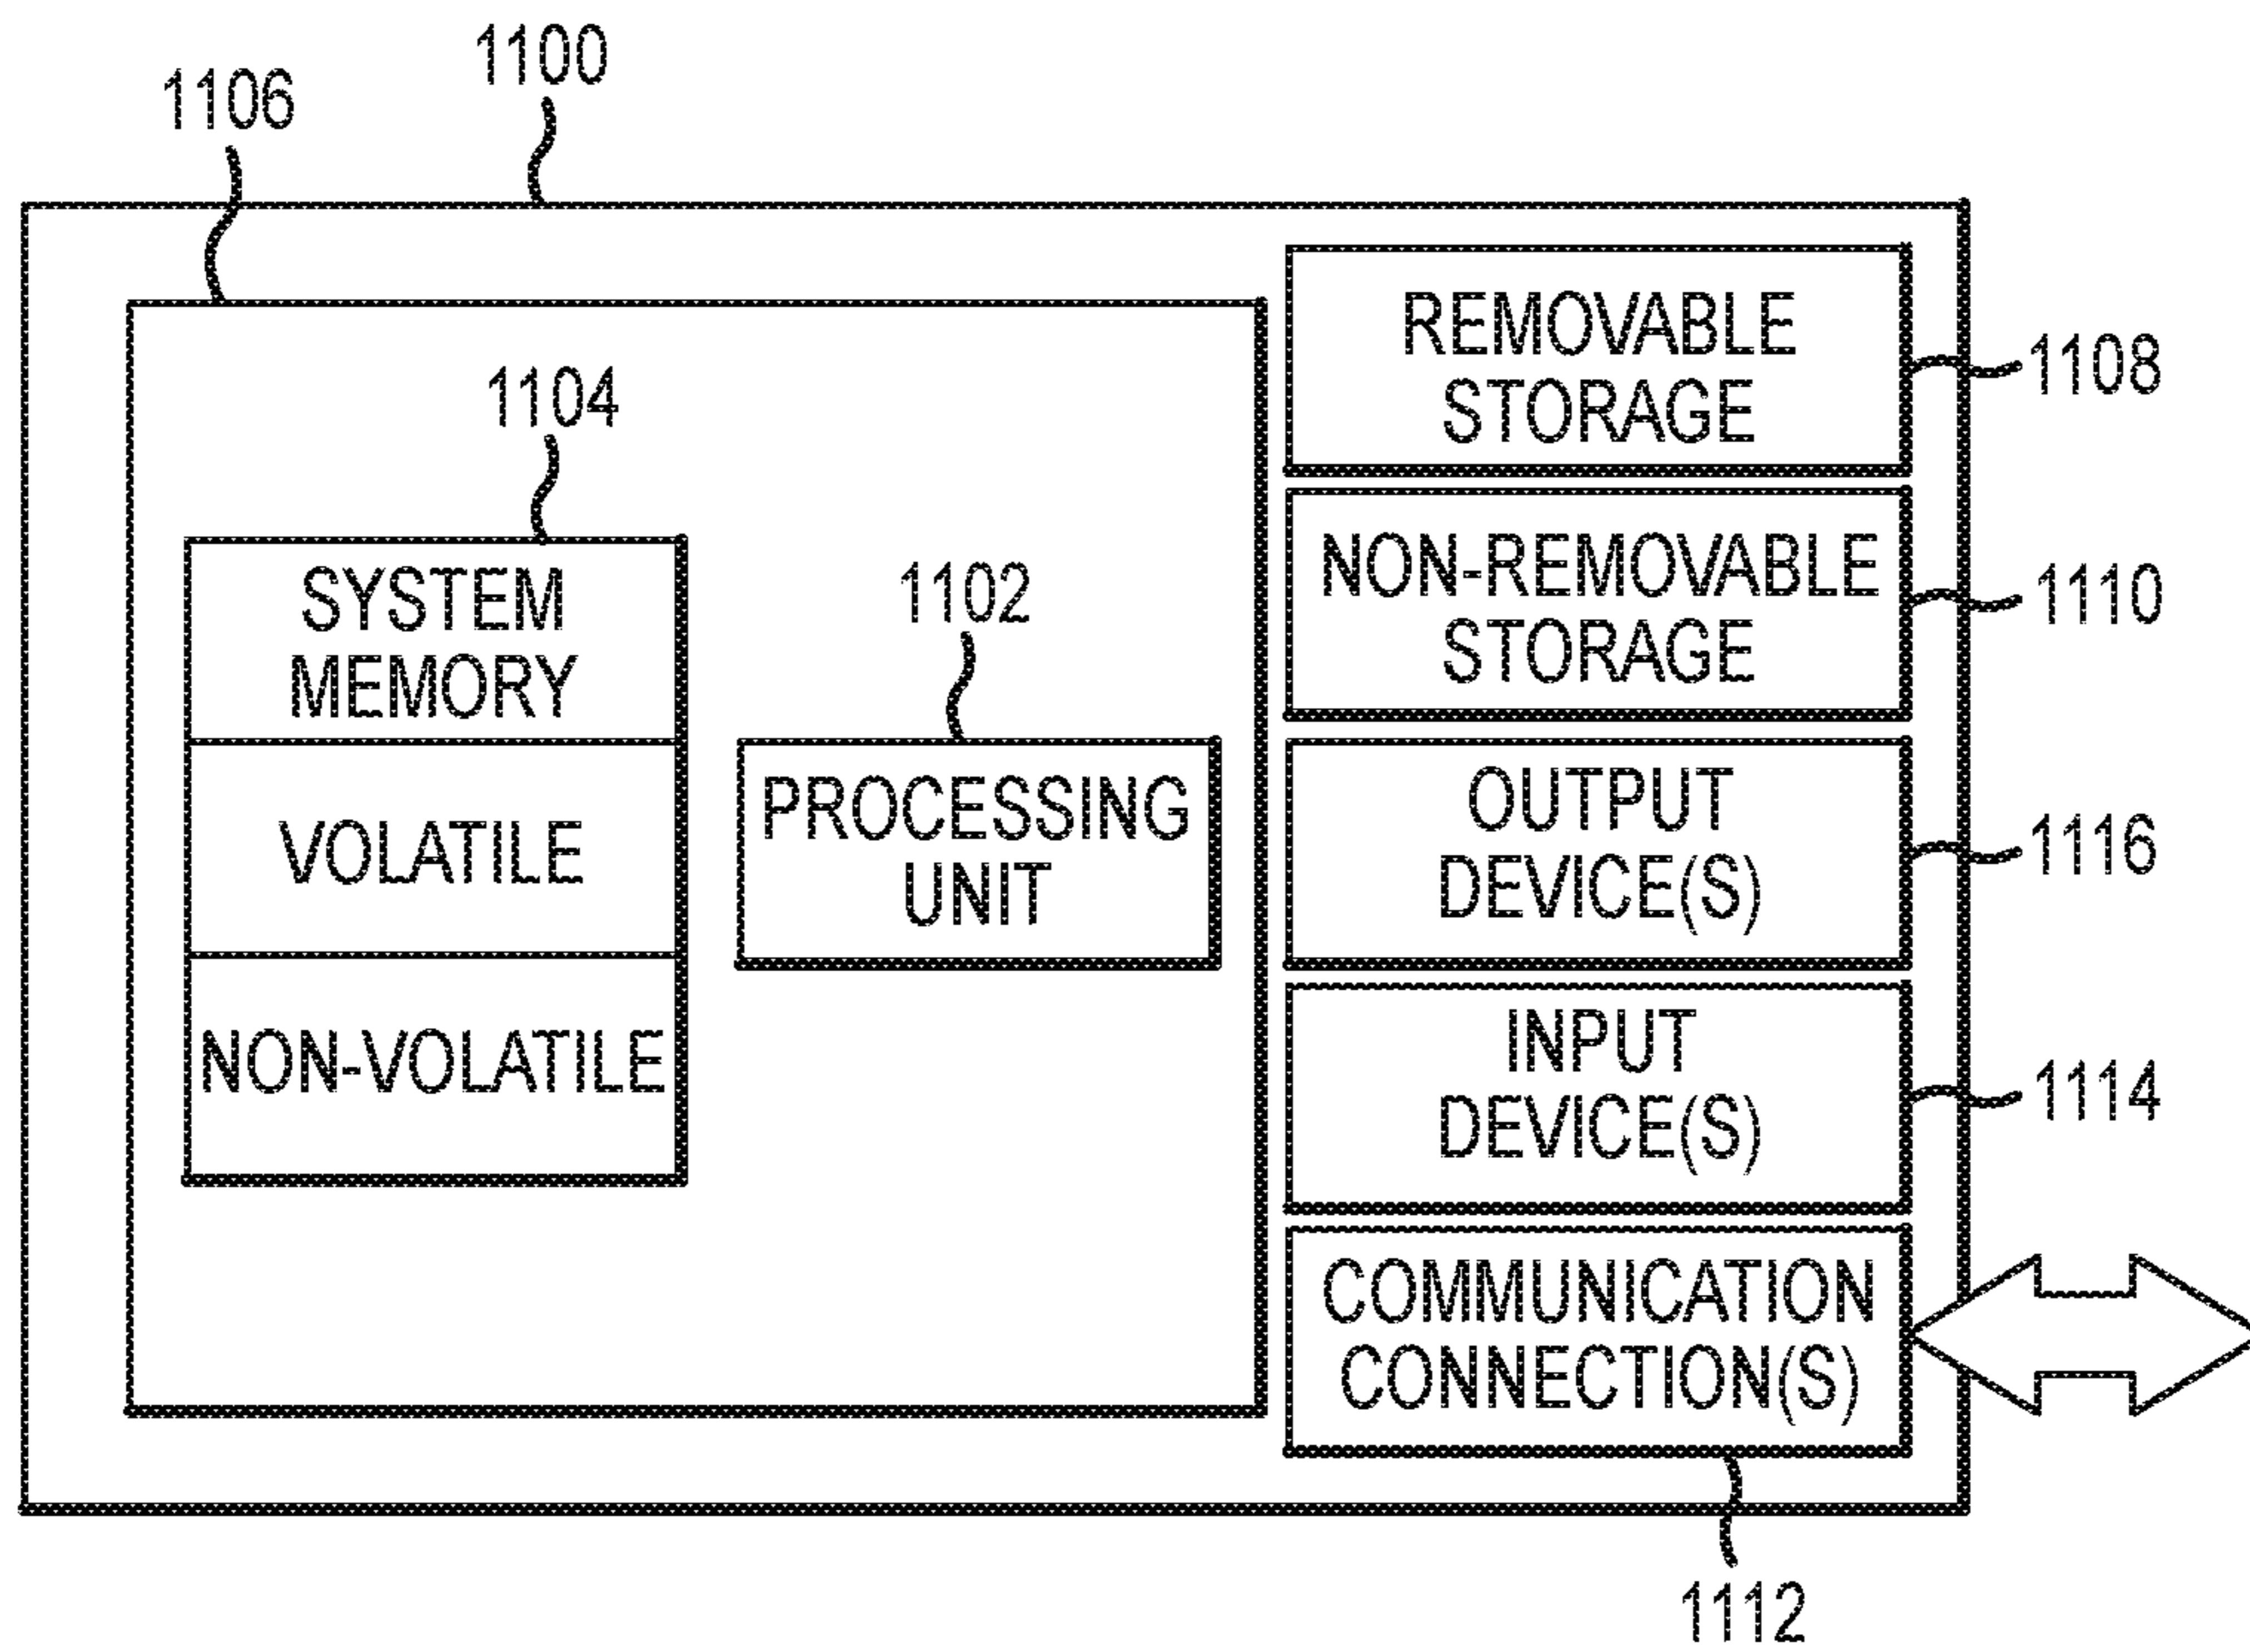 1100
1106
1104
SYSTEM
MEMORY
VOLATILE
NON-VOLATILE
1102
PROCESSING
UNIT
REMOVABLE
STORAGE
1108
NON-REMOVABLE
STORAGE
1110
OUTPUT
DEVICE(S)
1116
INPUT
DEVICE(S)
1114
COMMUNICATION
CONNECTION(S)
1112